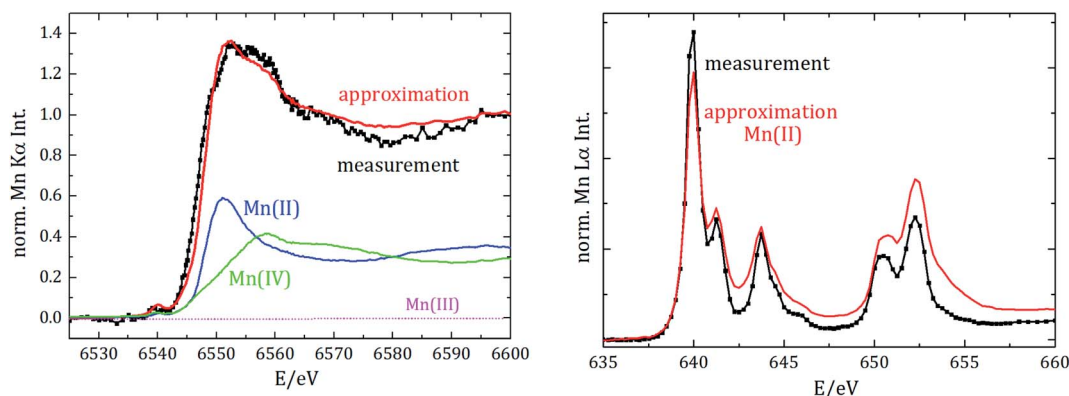 norm. Mn Kα Int.
1.4
1.2
1.0
0.8
0.6
0.4
0.2
0.0
approximation
measurement
Mn(II)
Mn(IV)
Mn(III)
6530 6540 6550 6560 6570 6580 6590 6600
E/eV
norm. Mn Lα Int.
measurement
approximation
Mn(II)
635 640 645 650 655 660
E/eV